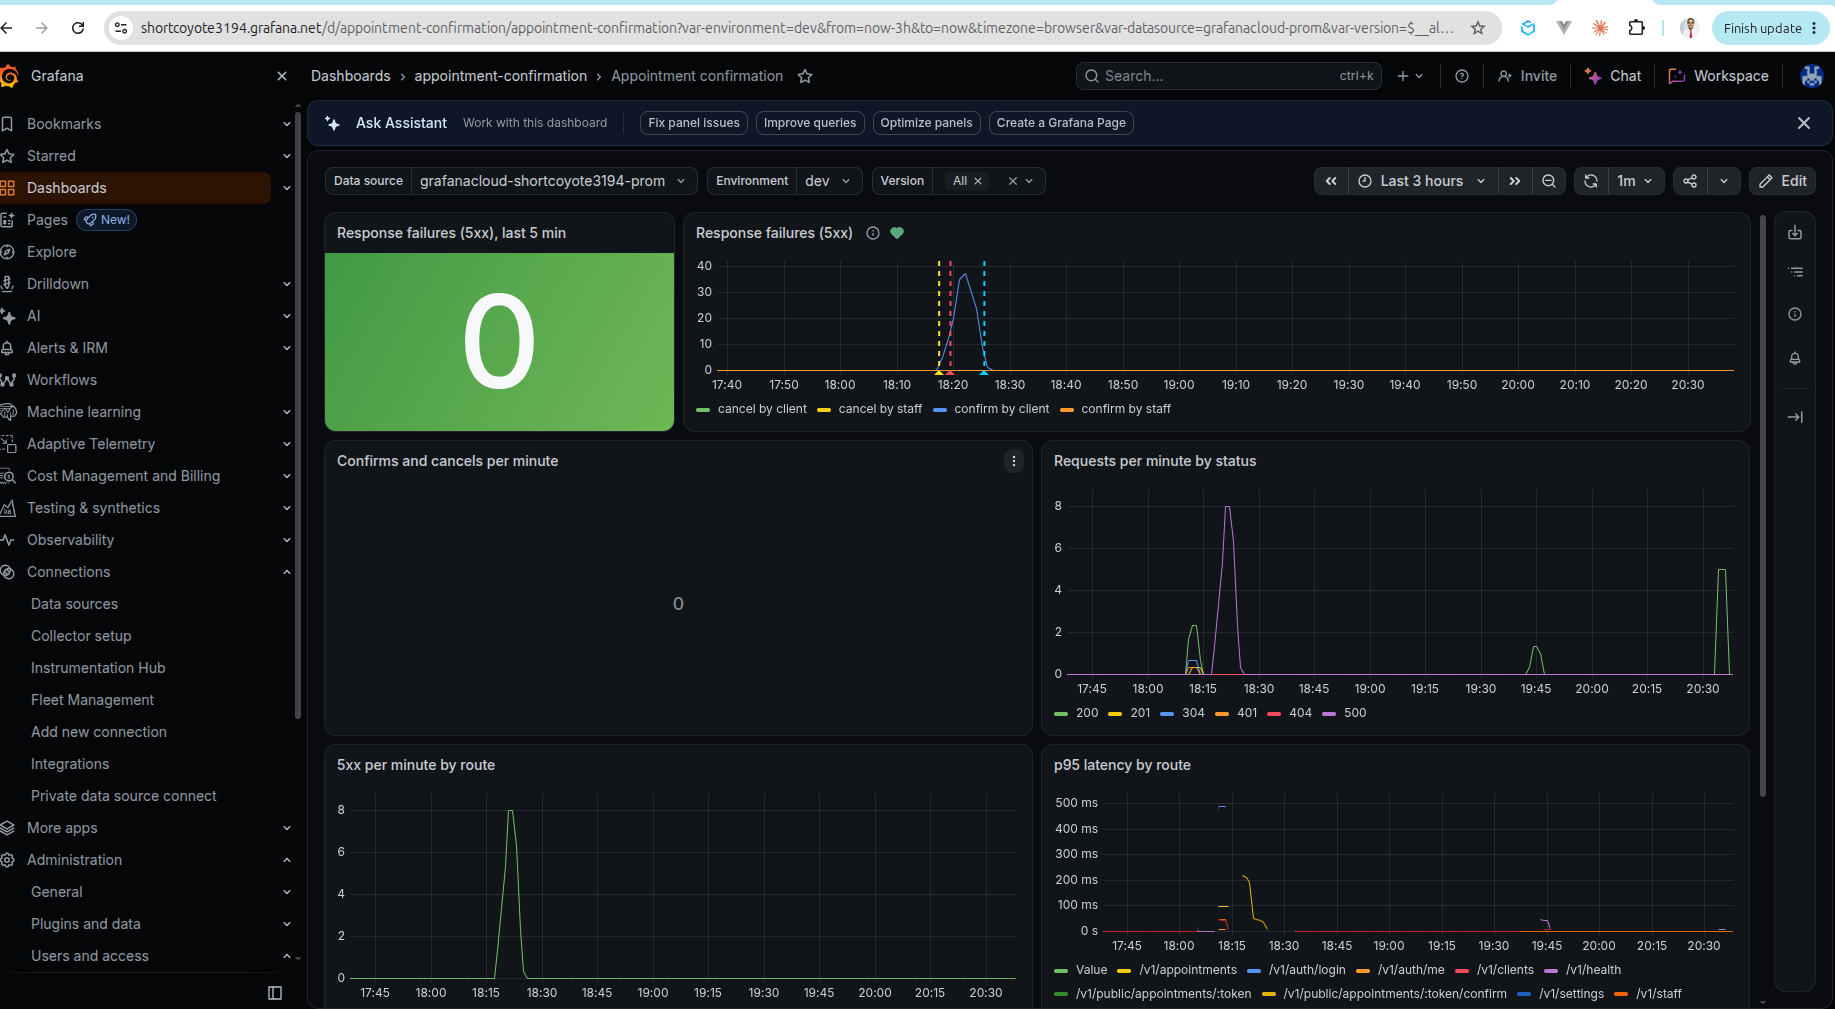 shortcoyote3194.grafana.net/d/appointment-confirmation/appointment-confirmation?var-environment=dev&from=now-3h&to=now&timezone=browser&var-datasource=grafanacloud-prom&var-version=$__al...
Finish update
Grafana
Dashboards › appointment-confirmation › Appointment confirmation
Search... ctrl+k
Invite
Chat
Workspace
Bookmarks
Starred
Dashboards
Pages New!
Explore
Drilldown
AI
Alerts & IRM
Workflows
Machine learning
Adaptive Telemetry
Cost Management and Billing
Testing & synthetics
Observability
Connections
Data sources
Collector setup
Instrumentation Hub
Fleet Management
Add new connection
Integrations
Private data source connect
More apps
Administration
General
Plugins and data
Users and access
Ask Assistant Work with this dashboard Fix panel issues Improve queries Optimize panels Create a Grafana Page
Data source grafanacloud-shortcoyote3194-prom Environment dev Version All
Last 3 hours 1m Edit
Response failures (5xx), last 5 min
0
Response failures (5xx)
40
30
20
10
0
17:40 17:50 18:00 18:10 18:20 18:30 18:40 18:50 19:00 19:10 19:20 19:30 19:40 19:50 20:00 20:10 20:20 20:30
cancel by client cancel by staff confirm by client confirm by staff
Confirms and cancels per minute
0
Requests per minute by status
8
6
4
2
0
17:45 18:00 18:15 18:30 18:45 19:00 19:15 19:30 19:45 20:00 20:15 20:30
200 201 304 401 404 500
5xx per minute by route
8
6
4
2
0
17:45 18:00 18:15 18:30 18:45 19:00 19:15 19:30 19:45 20:00 20:15 20:30
p95 latency by route
500 ms
400 ms
300 ms
200 ms
100 ms
0 s
17:45 18:00 18:15 18:30 18:45 19:00 19:15 19:30 19:45 20:00 20:15 20:30
Value /v1/appointments /v1/auth/login /v1/auth/me /v1/clients /v1/health
/v1/public/appointments/:token /v1/public/appointments/:token/confirm /v1/settings /v1/staff